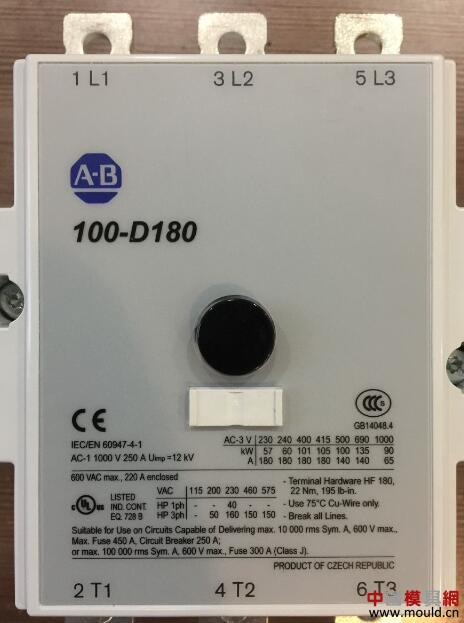 1 L1 3 L2 5 L3
A-B
100-D180
CE
CCC S
GB14048.4
IEC/EN 60947-4-1
AC-1 1000 V 250 A Uimp =12 kV
AC-3 V 230 240 400 415 500 690 1000
kW 57 60 101 105 100 135 90
A 180 180 180 180 180 140 65
600 VAC max., 220 A enclosed
c UL us LISTED
IND. CONT.
EQ. 728 B
VAC 115 200 230 460 575
HP 1ph - - 40 - -
HP 3ph - 50 160 150 150
- Terminal Hardware HF 180,
22 Nm, 195 lb-in.
- Use 75°C Cu-Wire only.
- Break all Lines.
Suitable for Use on Circuits Capable of Delivering max. 10 000 rms Sym. A, 600 V max.,
Max. Fuse 450 A, Circuit Breaker 250 A;
or max. 100 000 rms Sym. A, 600 V max., Fuse 300 A (Class J).
PRODUCT OF CZECH REPUBLIC
2 T1 4 T2 6 T3
中國模具網
www.mould.cn